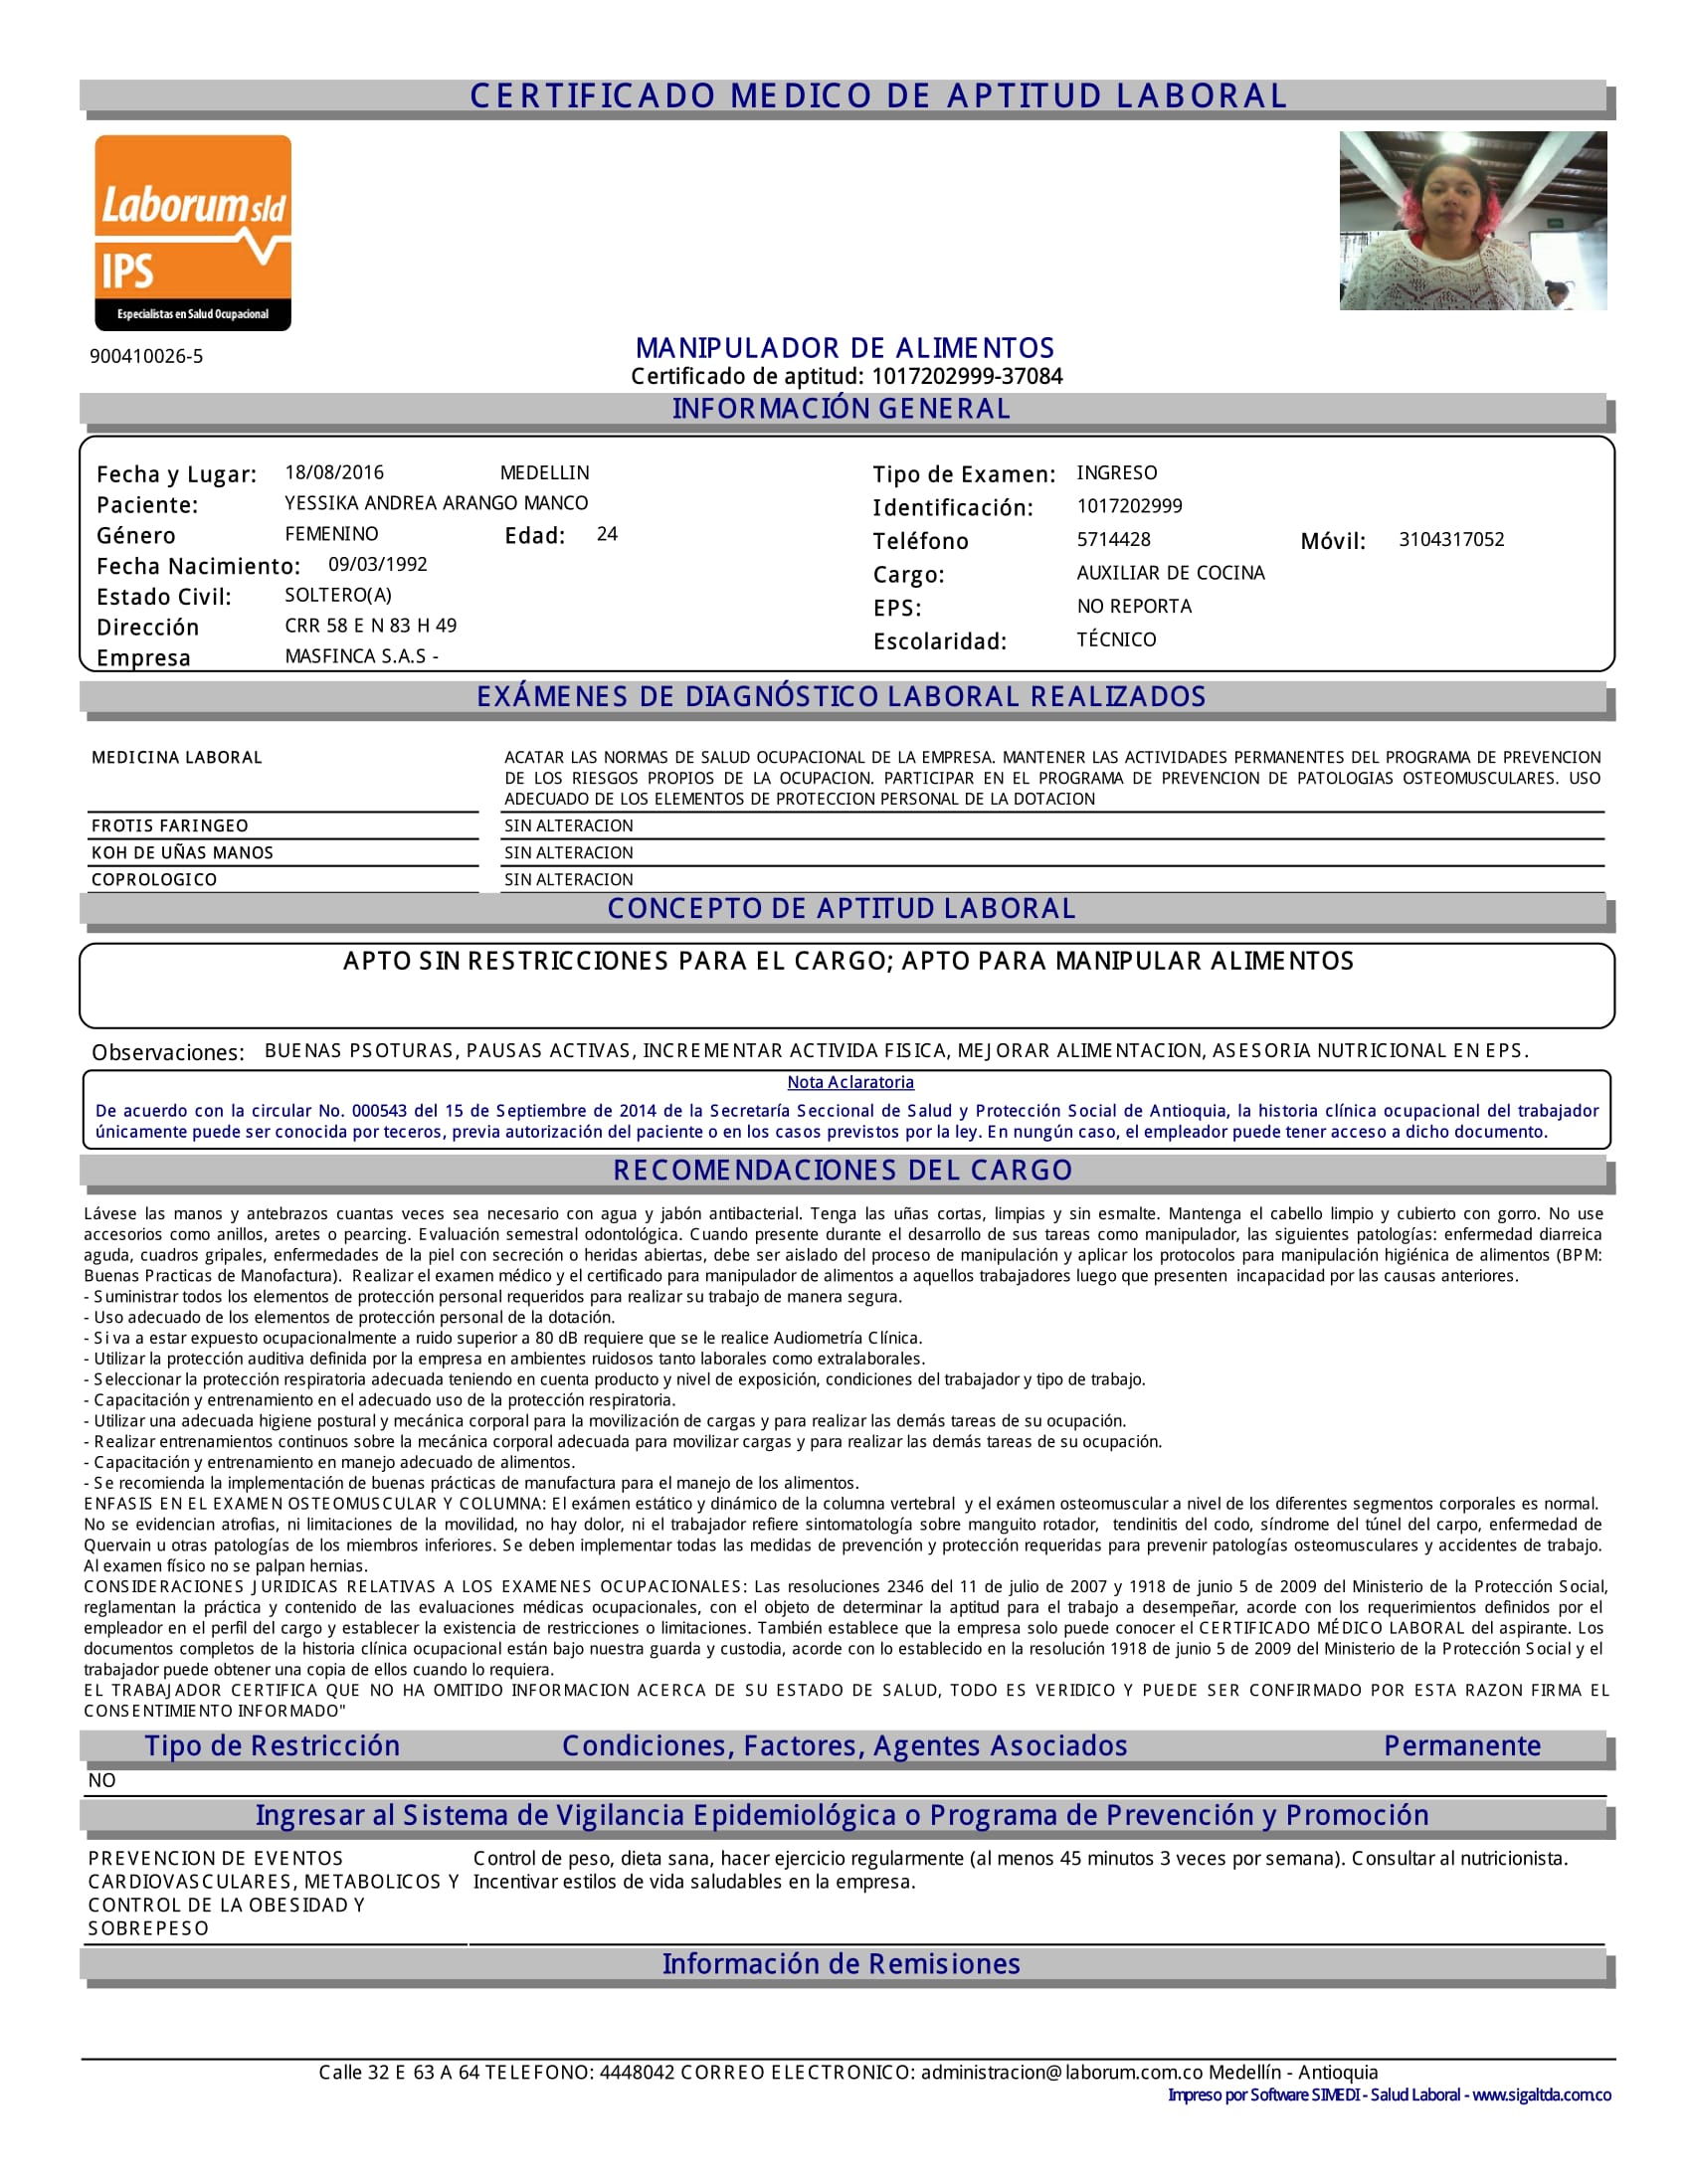 CERTIFICADO MEDICO DE APTITUD LABORAL
Laborum sld
IPS
Especialistas en Salud Ocupacional
900410026-5
MANIPULADOR DE ALIMENTOS
Certificado de aptitud: 1017202999-37084
INFORMACIÓN GENERAL
Fecha y Lugar: 18/08/2016 MEDELLIN Tipo de Examen: INGRESO
Paciente: YESSIKA ANDREA ARANGO MANCO Identificación: 1017202999
Género FEMENINO Edad: 24 Teléfono 5714428 Móvil: 3104317052
Fecha Nacimiento: 09/03/1992 Cargo: AUXILIAR DE COCINA
Estado Civil: SOLTERO(A) EPS: NO REPORTA
Dirección CRR 58 E N 83 H 49 Escolaridad: TÉCNICO
Empresa MASFINCA S.A.S -
EXÁMENES DE DIAGNÓSTICO LABORAL REALIZADOS
MEDICINA LABORAL ACATAR LAS NORMAS DE SALUD OCUPACIONAL DE LA EMPRESA. MANTENER LAS ACTIVIDADES PERMANENTES DEL PROGRAMA DE PREVENCION
DE LOS RIESGOS PROPIOS DE LA OCUPACION. PARTICIPAR EN EL PROGRAMA DE PREVENCION DE PATOLOGIAS OSTEOMUSCULARES. USO
ADECUADO DE LOS ELEMENTOS DE PROTECCION PERSONAL DE LA DOTACION
FROTIS FARINGEO SIN ALTERACION
KOH DE UÑAS MANOS SIN ALTERACION
COPROLOGICO SIN ALTERACION
CONCEPTO DE APTITUD LABORAL
APTO SIN RESTRICCIONES PARA EL CARGO; APTO PARA MANIPULAR ALIMENTOS
Observaciones: BUENAS PSOTURAS, PAUSAS ACTIVAS, INCREMENTAR ACTIVIDA FISICA, MEJORAR ALIMENTACION, ASESORIA NUTRICIONAL EN EPS.
Nota Aclaratoria
De acuerdo con la circular No. 000543 del 15 de Septiembre de 2014 de la Secretaría Seccional de Salud y Protección Social de Antioquia, la historia clínica ocupacional del trabajador
únicamente puede ser conocida por teceros, previa autorización del paciente o en los casos previstos por la ley. En nungún caso, el empleador puede tener acceso a dicho documento.
RECOMENDACIONES DEL CARGO
Lávese las manos y antebrazos cuantas veces sea necesario con agua y jabón antibacterial. Tenga las uñas cortas, limpias y sin esmalte. Mantenga el cabello limpio y cubierto con gorro. No use
accesorios como anillos, aretes o pearcing. Evaluación semestral odontológica. Cuando presente durante el desarrollo de sus tareas como manipulador, las siguientes patologías: enfermedad diarreica
aguda, cuadros gripales, enfermedades de la piel con secreción o heridas abiertas, debe ser aislado del proceso de manipulación y aplicar los protocolos para manipulación higiénica de alimentos (BPM:
Buenas Practicas de Manofactura). Realizar el examen médico y el certificado para manipulador de alimentos a aquellos trabajadores luego que presenten incapacidad por las causas anteriores.
- Suministrar todos los elementos de protección personal requeridos para realizar su trabajo de manera segura.
- Uso adecuado de los elementos de protección personal de la dotación.
- Si va a estar expuesto ocupacionalmente a ruido superior a 80 dB requiere que se le realice Audiometría Clínica.
- Utilizar la protección auditiva definida por la empresa en ambientes ruidosos tanto laborales como extralaborales.
- Seleccionar la protección respiratoria adecuada teniendo en cuenta producto y nivel de exposición, condiciones del trabajador y tipo de trabajo.
- Capacitación y entrenamiento en el adecuado uso de la protección respiratoria.
- Utilizar una adecuada higiene postural y mecánica corporal para la movilización de cargas y para realizar las demás tareas de su ocupación.
- Realizar entrenamientos continuos sobre la mecánica corporal adecuada para movilizar cargas y para realizar las demás tareas de su ocupación.
- Capacitación y entrenamiento en manejo adecuado de alimentos.
- Se recomienda la implementación de buenas prácticas de manufactura para el manejo de los alimentos.
ENFASIS EN EL EXAMEN OSTEOMUSCULAR Y COLUMNA: El exámen estático y dinámico de la columna vertebral y el exámen osteomuscular a nivel de los diferentes segmentos corporales es normal.
No se evidencian atrofias, ni limitaciones de la movilidad, no hay dolor, ni el trabajador refiere sintomatología sobre manguito rotador, tendinitis del codo, síndrome del túnel del carpo, enfermedad de
Quervain u otras patologías de los miembros inferiores. Se deben implementar todas las medidas de prevención y protección requeridas para prevenir patologías osteomusculares y accidentes de trabajo.
Al examen físico no se palpan hernias.
CONSIDERACIONES JURIDICAS RELATIVAS A LOS EXAMENES OCUPACIONALES: Las resoluciones 2346 del 11 de julio de 2007 y 1918 de junio 5 de 2009 del Ministerio de la Protección Social,
reglamentan la práctica y contenido de las evaluaciones médicas ocupacionales, con el objeto de determinar la aptitud para el trabajo a desempeñar, acorde con los requerimientos definidos por el
empleador en el perfil del cargo y establecer la existencia de restricciones o limitaciones. También establece que la empresa solo puede conocer el CERTIFICADO MÉDICO LABORAL del aspirante. Los
documentos completos de la historia clínica ocupacional están bajo nuestra guarda y custodia, acorde con lo establecido en la resolución 1918 de junio 5 de 2009 del Ministerio de la Protección Social y el
trabajador puede obtener una copia de ellos cuando lo requiera.
EL TRABAJADOR CERTIFICA QUE NO HA OMITIDO INFORMACION ACERCA DE SU ESTADO DE SALUD, TODO ES VERIDICO Y PUEDE SER CONFIRMADO POR ESTA RAZON FIRMA EL
CONSENTIMIENTO INFORMADO"
Tipo de Restricción Condiciones, Factores, Agentes Asociados Permanente
NO
Ingresar al Sistema de Vigilancia Epidemiológica o Programa de Prevención y Promoción
PREVENCION DE EVENTOS Control de peso, dieta sana, hacer ejercicio regularmente (al menos 45 minutos 3 veces por semana). Consultar al nutricionista.
CARDIOVASCULARES, METABOLICOS Y Incentivar estilos de vida saludables en la empresa.
CONTROL DE LA OBESIDAD Y
SOBREPESO
Información de Remisiones
Calle 32 E 63 A 64 TELEFONO: 4448042 CORREO ELECTRONICO: administracion@laborum.com.co Medellín - Antioquia
Impreso por Software SIMEDI - Salud Laboral - www.sigaltda.com.co